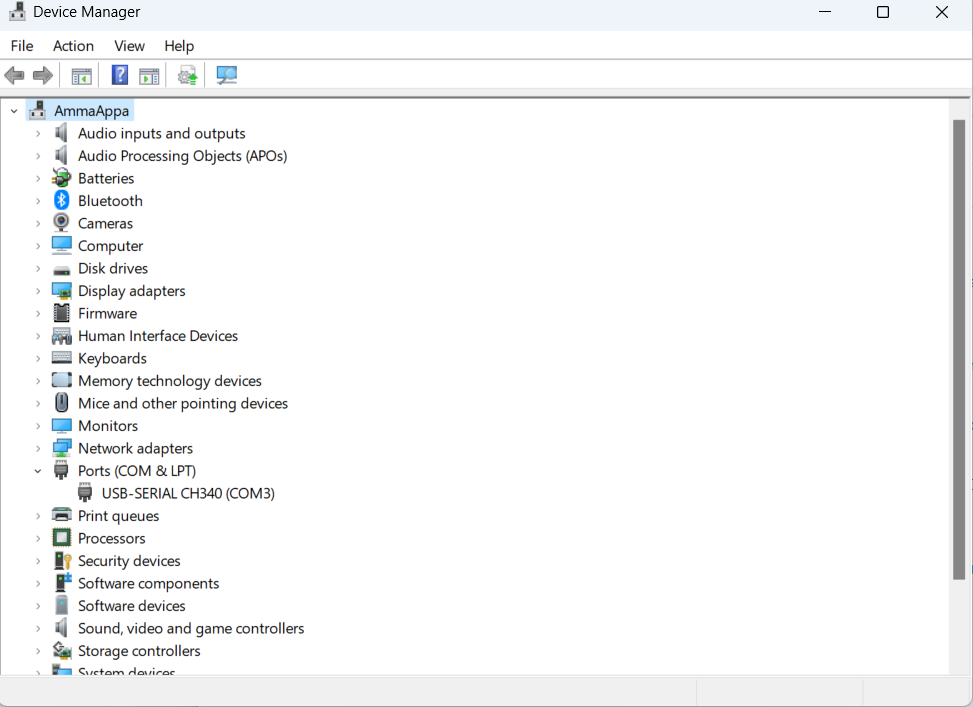 Device Manager
File Action View Help
AmmaAppa
Audio inputs and outputs
Audio Processing Objects (APOs)
Batteries
Bluetooth
Cameras
Computer
Disk drives
Display adapters
Firmware
Human Interface Devices
Keyboards
Memory technology devices
Mice and other pointing devices
Monitors
Network adapters
Ports (COM & LPT)
USB-SERIAL CH340 (COM3)
Print queues
Processors
Security devices
Software components
Software devices
Sound, video and game controllers
Storage controllers
System devices